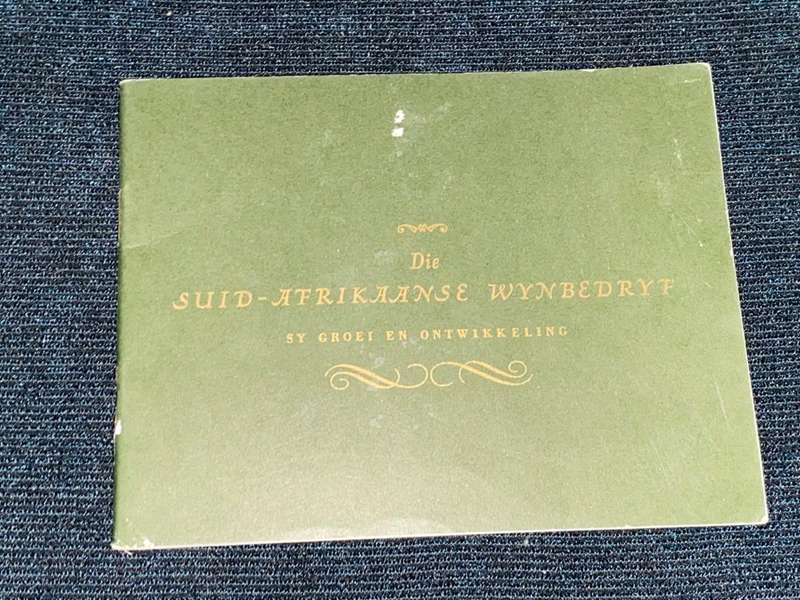 Die
SUID-AFRIKAANSE WYNBEDRYF
SY GROEI EN ONTWIKKELING